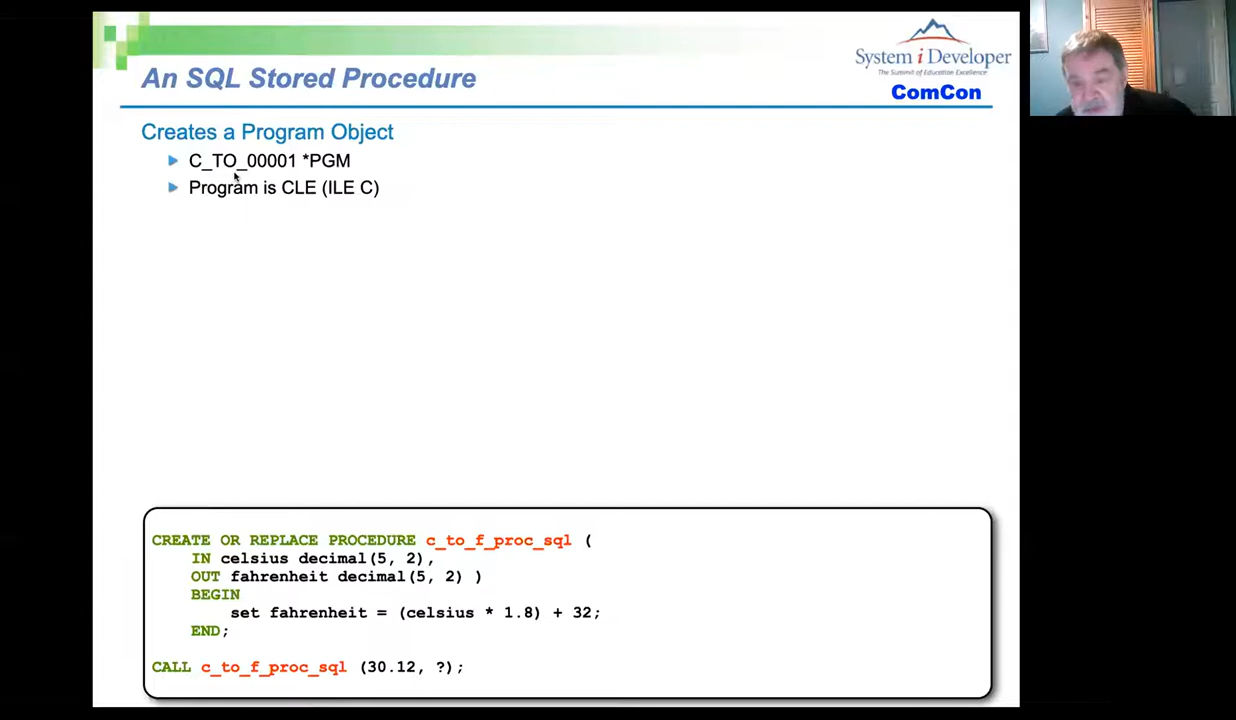 An SQL Stored Procedure
System i Developer
The Summit of Education Excellence
ComCon
Creates a Program Object
C_TO_00001 *PGM
Program is CLE (ILE C)
CREATE OR REPLACE PROCEDURE c_to_f_proc_sql (
IN celsius decimal(5, 2),
OUT fahrenheit decimal(5, 2) )
BEGIN
set fahrenheit = (celsius * 1.8) + 32;
END;
CALL c_to_f_proc_sql (30.12, ?);